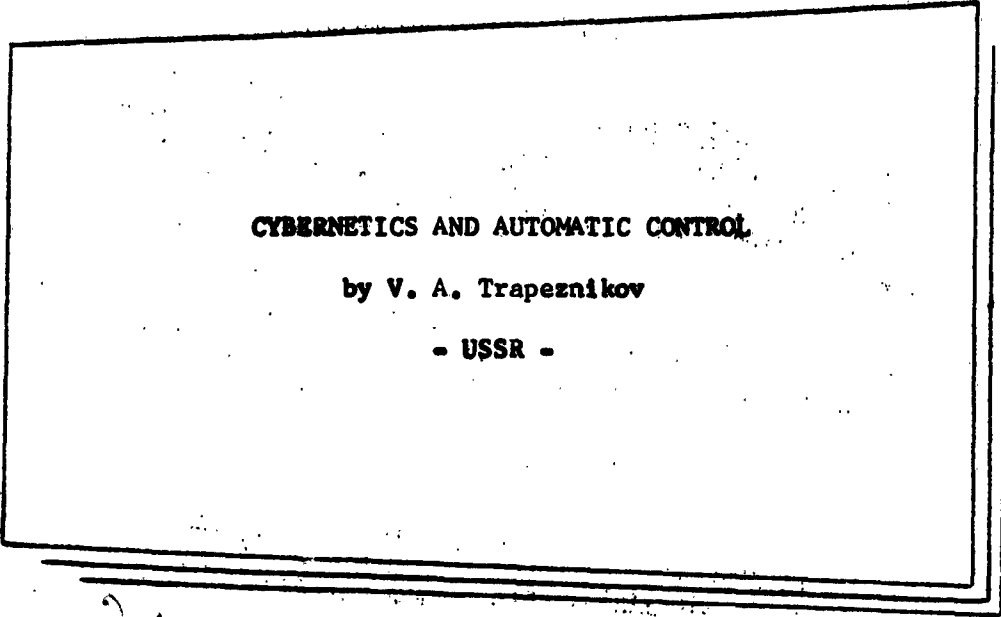 CYBERNETICS AND AUTOMATIC CONTROL
by V. A. Trapeznikov
- USSR -